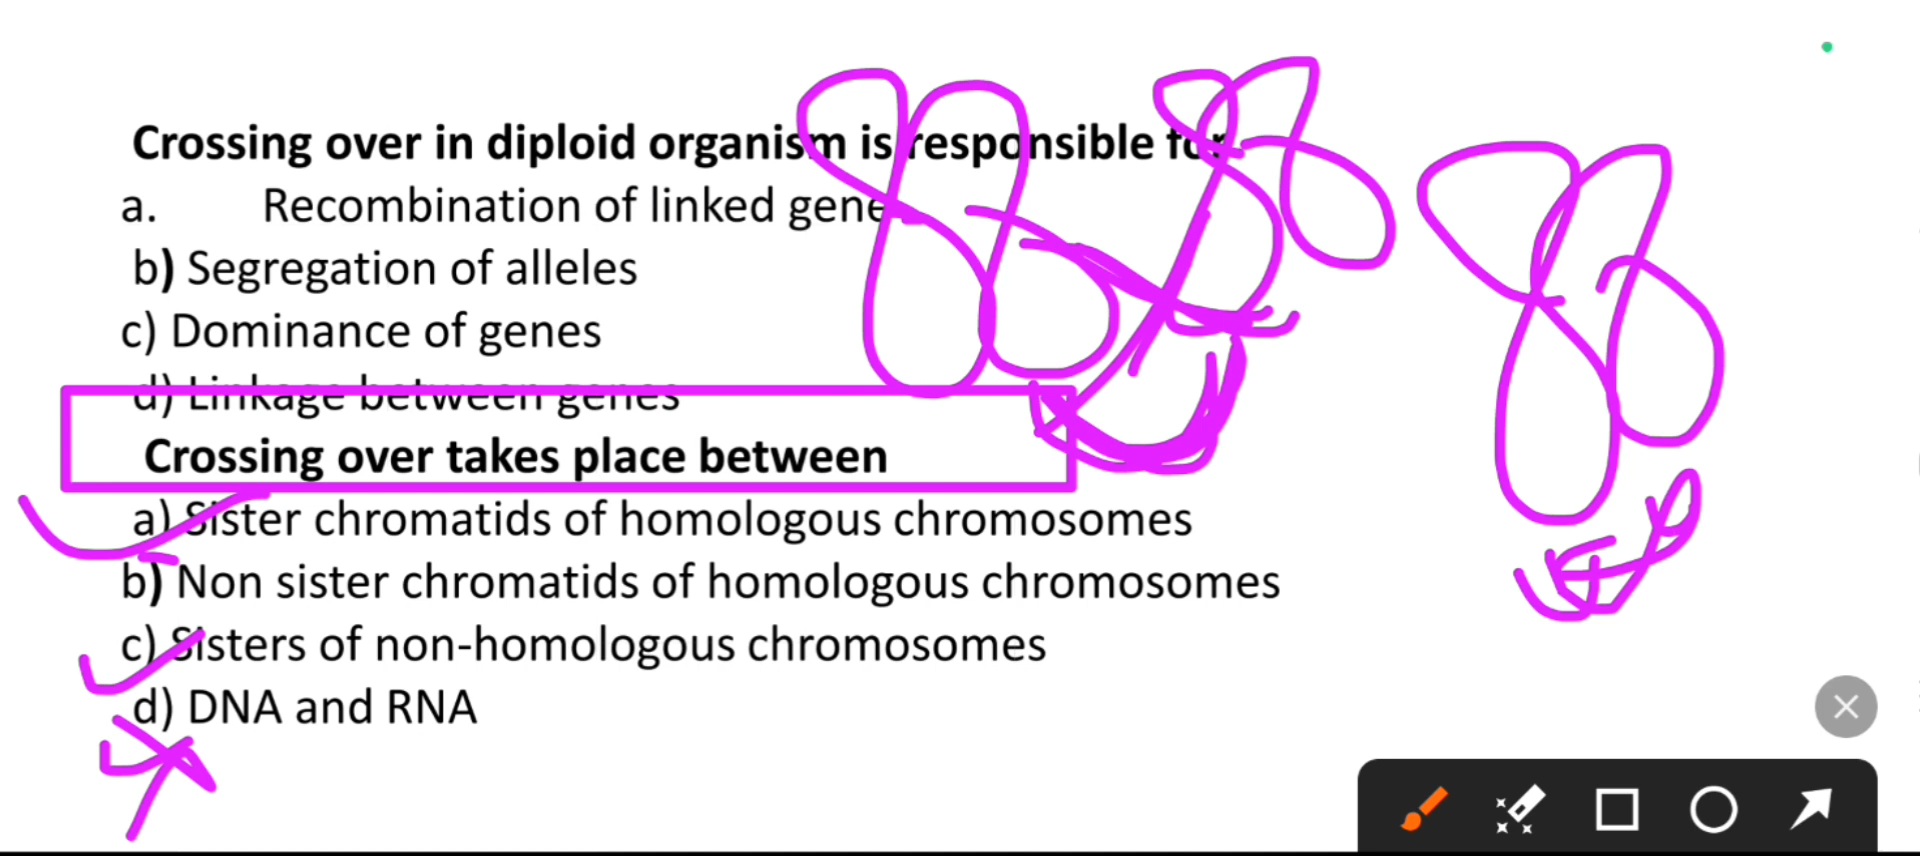 Crossing over in diploid organism is responsible for
a. Recombination of linked gene
b) Segregation of alleles
c) Dominance of genes
d) Linkage between genes
Crossing over takes place between
a) Sister chromatids of homologous chromosomes
b) Non sister chromatids of homologous chromosomes
c) Sisters of non-homologous chromosomes
d) DNA and RNA